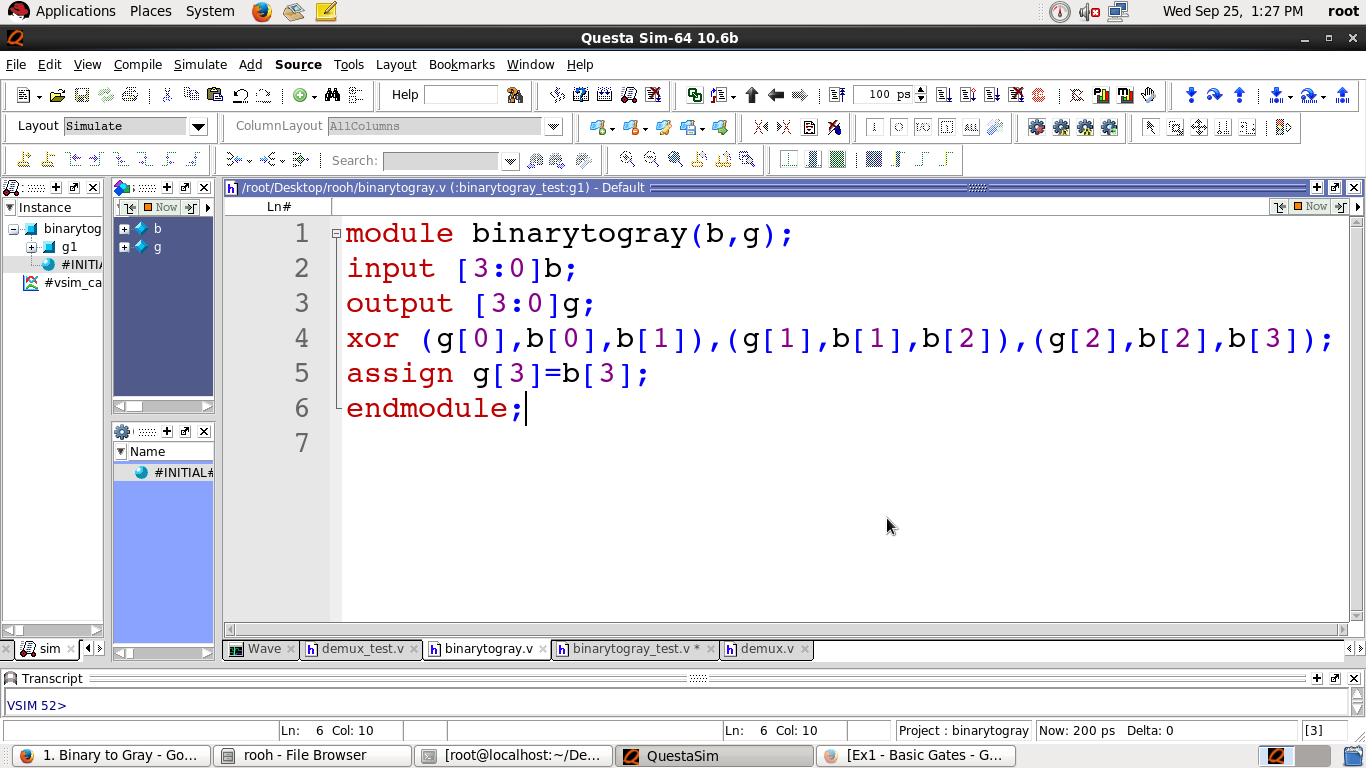 Applications Places System Wed Sep 25, 1:27 PM root
Questa Sim-64 10.6b
File Edit View Compile Simulate Add Source Tools Layout Bookmarks Window Help
Help 100 ps
Layout Simulate ColumnLayout AllColumns
Search:
/root/Desktop/rooh/binarytogray.v (:binarytogray_test:g1) - Default
Instance Now Ln# Now
binarytog
g1
#INITIA
#vsim_ca
b
g
Name
#INITIAL#
1 module binarytogray(b,g);
2 input [3:0]b;
3 output [3:0]g;
4 xor (g[0],b[0],b[1]),(g[1],b[1],b[2]),(g[2],b[2],b[3]);
5 assign g[3]=b[3];
6 endmodule;
7
sim Wave demux_test.v binarytogray.v binarytogray_test.v * demux.v
Transcript
VSIM 52>
Ln: 6 Col: 10 Ln: 6 Col: 10 Project : binarytogray Now: 200 ps Delta: 0 [3]
1. Binary to Gray - Go... rooh - File Browser [root@localhost:~/De... QuestaSim [Ex1 - Basic Gates - G...